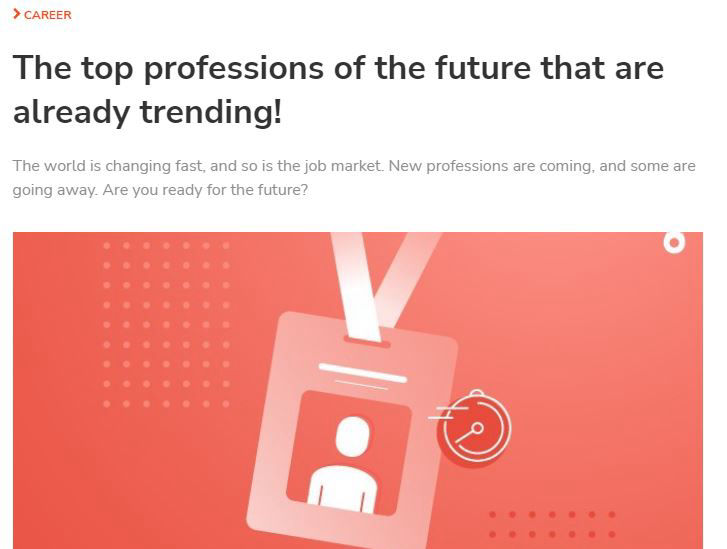 CAREER
The top professions of the future that are
already trending!
The world is changing fast, and so is the job market. New professions are coming, and some are
going away. Are you ready for the future?